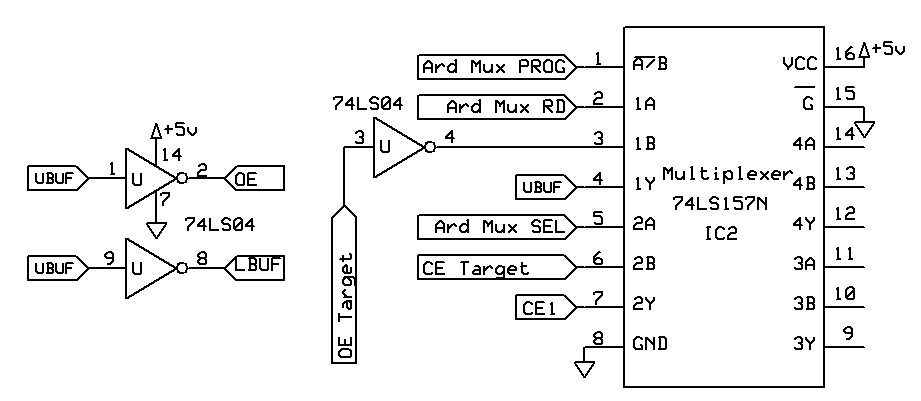 UBUF
1
+5v
14
U
7
2
OE
74LS04
UBUF
9
U
8
LBUF
74LS04
3
U
4
OE Target
Ard Mux PROG
1
A/B
Ard Mux RD
2
1A
3
1B
UBUF
4
1Y
Ard Mux SEL
5
2A
CE Target
6
2B
CE1
7
2Y
8
GND
Multiplexer
74LS157N
IC2
VCC
16
+5v
G
15
4A
14
4B
13
4Y
12
3A
11
3B
10
3Y
9